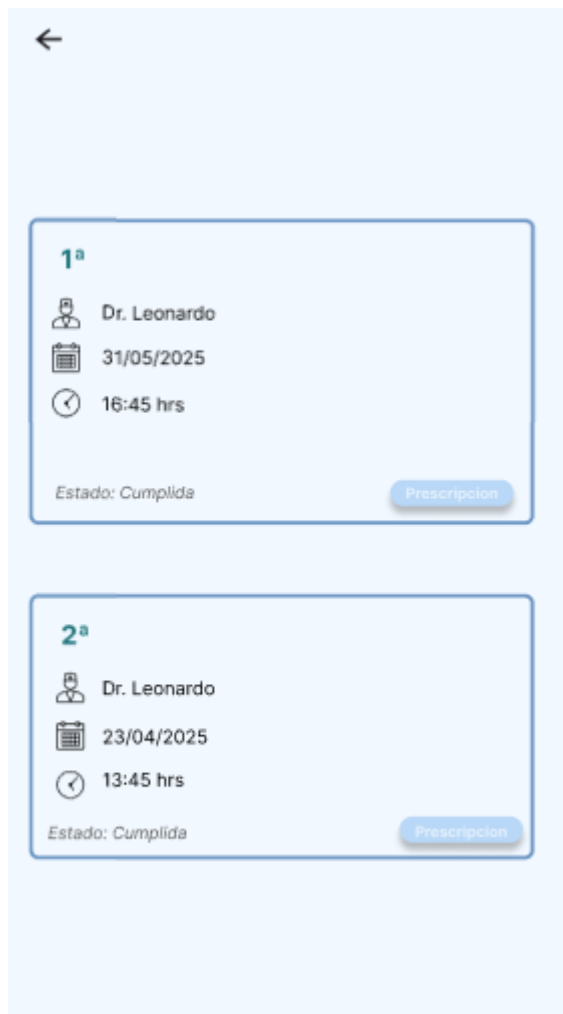 1ª
Dr. Leonardo
31/05/2025
16:45 hrs
Estado: Cumplida
Prescripcion
2ª
Dr. Leonardo
23/04/2025
13:45 hrs
Estado: Cumplida
Prescripcion